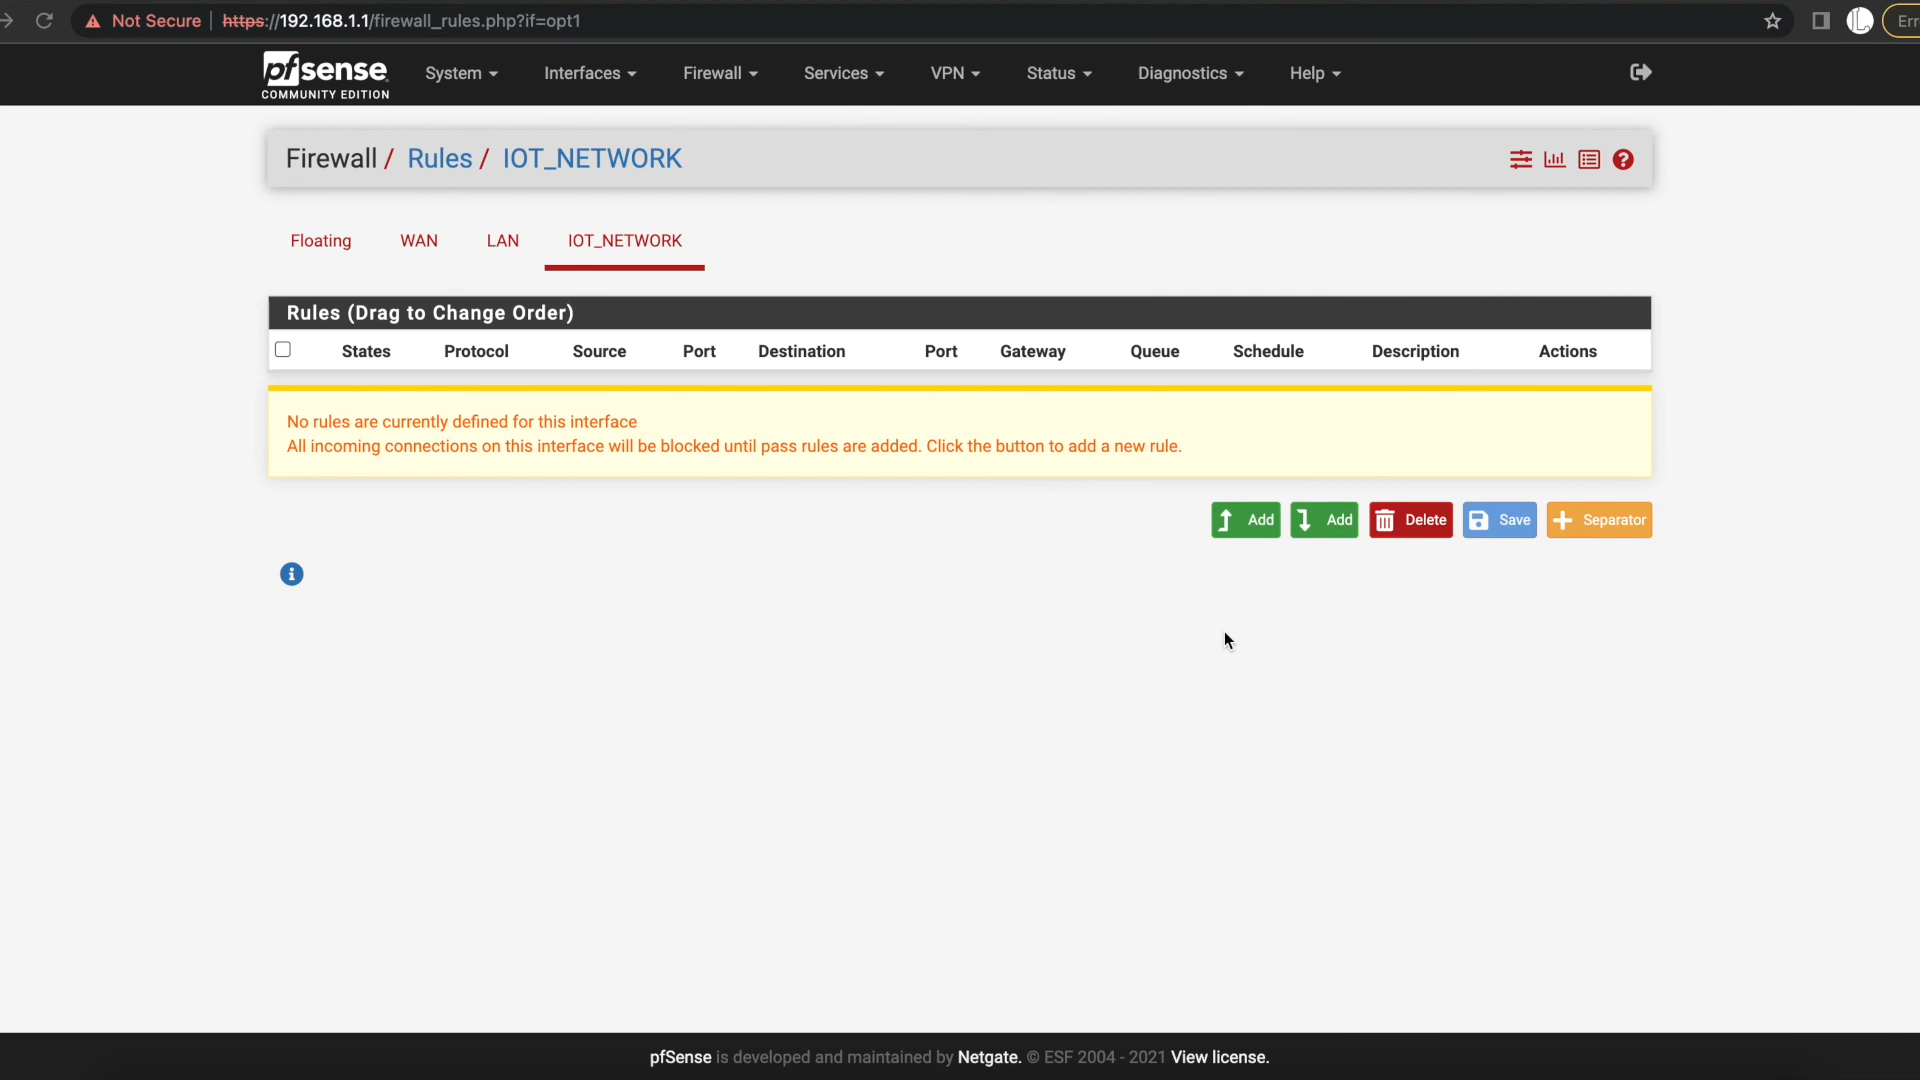 Not Secure | https://192.168.1.1/firewall_rules.php?if=opt1
Err
pfsense
COMMUNITY EDITION
System Interfaces Firewall Services VPN Status Diagnostics Help
Firewall / Rules / IOT_NETWORK
Floating WAN LAN IOT_NETWORK
Rules (Drag to Change Order)
States Protocol Source Port Destination Port Gateway Queue Schedule Description Actions
No rules are currently defined for this interface
All incoming connections on this interface will be blocked until pass rules are added. Click the button to add a new rule.
Add Add Delete Save Separator
pfSense is developed and maintained by Netgate. © ESF 2004 - 2021 View license.